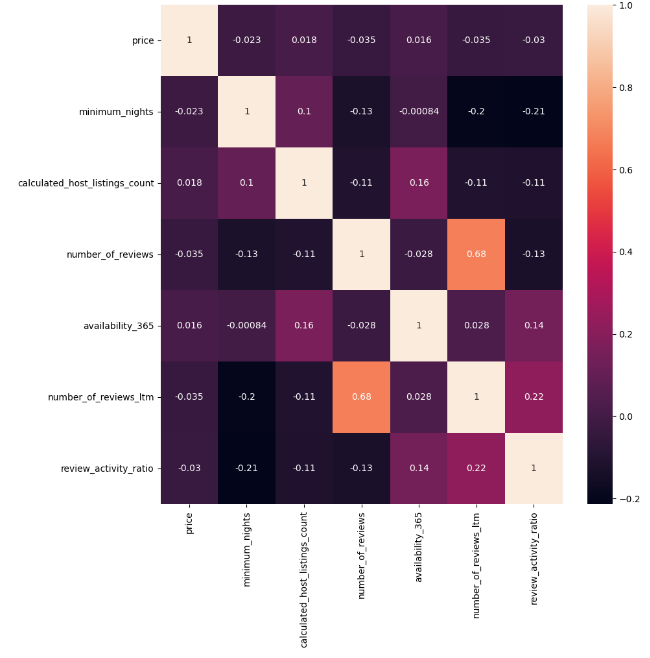 price 1 -0.023 0.018 -0.035 0.016 -0.035 -0.03
minimum_nights -0.023 1 0.1 -0.13 -0.00084 -0.2 -0.21
calculated_host_listings_count 0.018 0.1 1 -0.11 0.16 -0.11 -0.11
number_of_reviews -0.035 -0.13 -0.11 1 -0.028 0.68 -0.13
availability_365 0.016 -0.00084 0.16 -0.028 1 0.028 0.14
number_of_reviews_ltm -0.035 -0.2 -0.11 0.68 0.028 1 0.22
review_activity_ratio -0.03 -0.21 -0.11 -0.13 0.14 0.22 1
price
minimum_nights
calculated_host_listings_count
number_of_reviews
availability_365
number_of_reviews_ltm
review_activity_ratio
1.0
0.8
0.6
0.4
0.2
0.0
−0.2